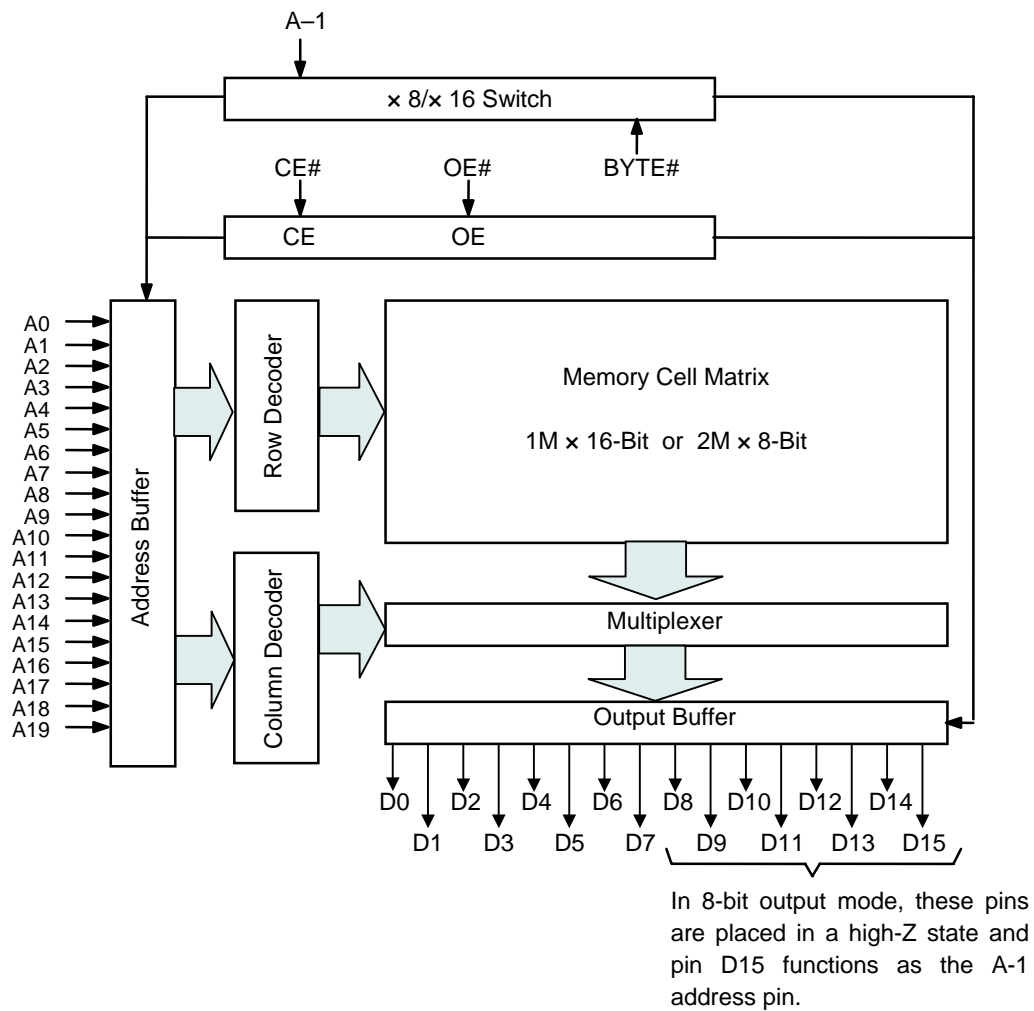 A–1
× 8/× 16 Switch
CE#
OE#
BYTE#
CE
OE
A0
A1
A2
A3
A4
A5
A6
A7
A8
A9
A10
A11
A12
A13
A14
A15
A16
A17
A18
A19
Address Buffer
Row Decoder
Column Decoder
Memory Cell Matrix
1M × 16-Bit or 2M × 8-Bit
Multiplexer
Output Buffer
D0 D2 D4 D6 D8 D10 D12 D14
D1 D3 D5 D7 D9 D11 D13 D15
In 8-bit output mode, these pins
are placed in a high-Z state and
pin D15 functions as the A-1
address pin.